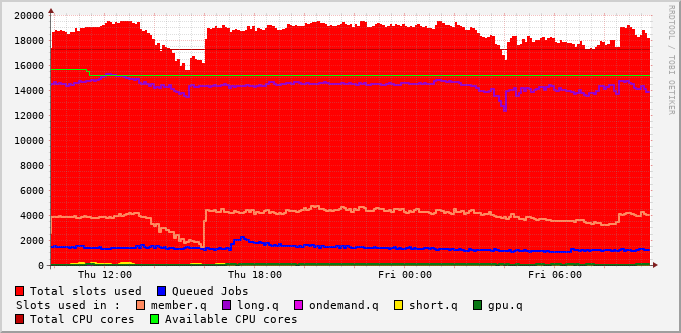 20000
18000
16000
14000
12000
10000
8000
6000
4000
2000
0
Thu 12:00 Thu 18:00 Fri 00:00 Fri 06:00
RRDTOOL / TOBI OETIKER
Total slots used Queued Jobs
Slots used in : member.q long.q ondemand.q short.q gpu.q
Total CPU cores Available CPU cores